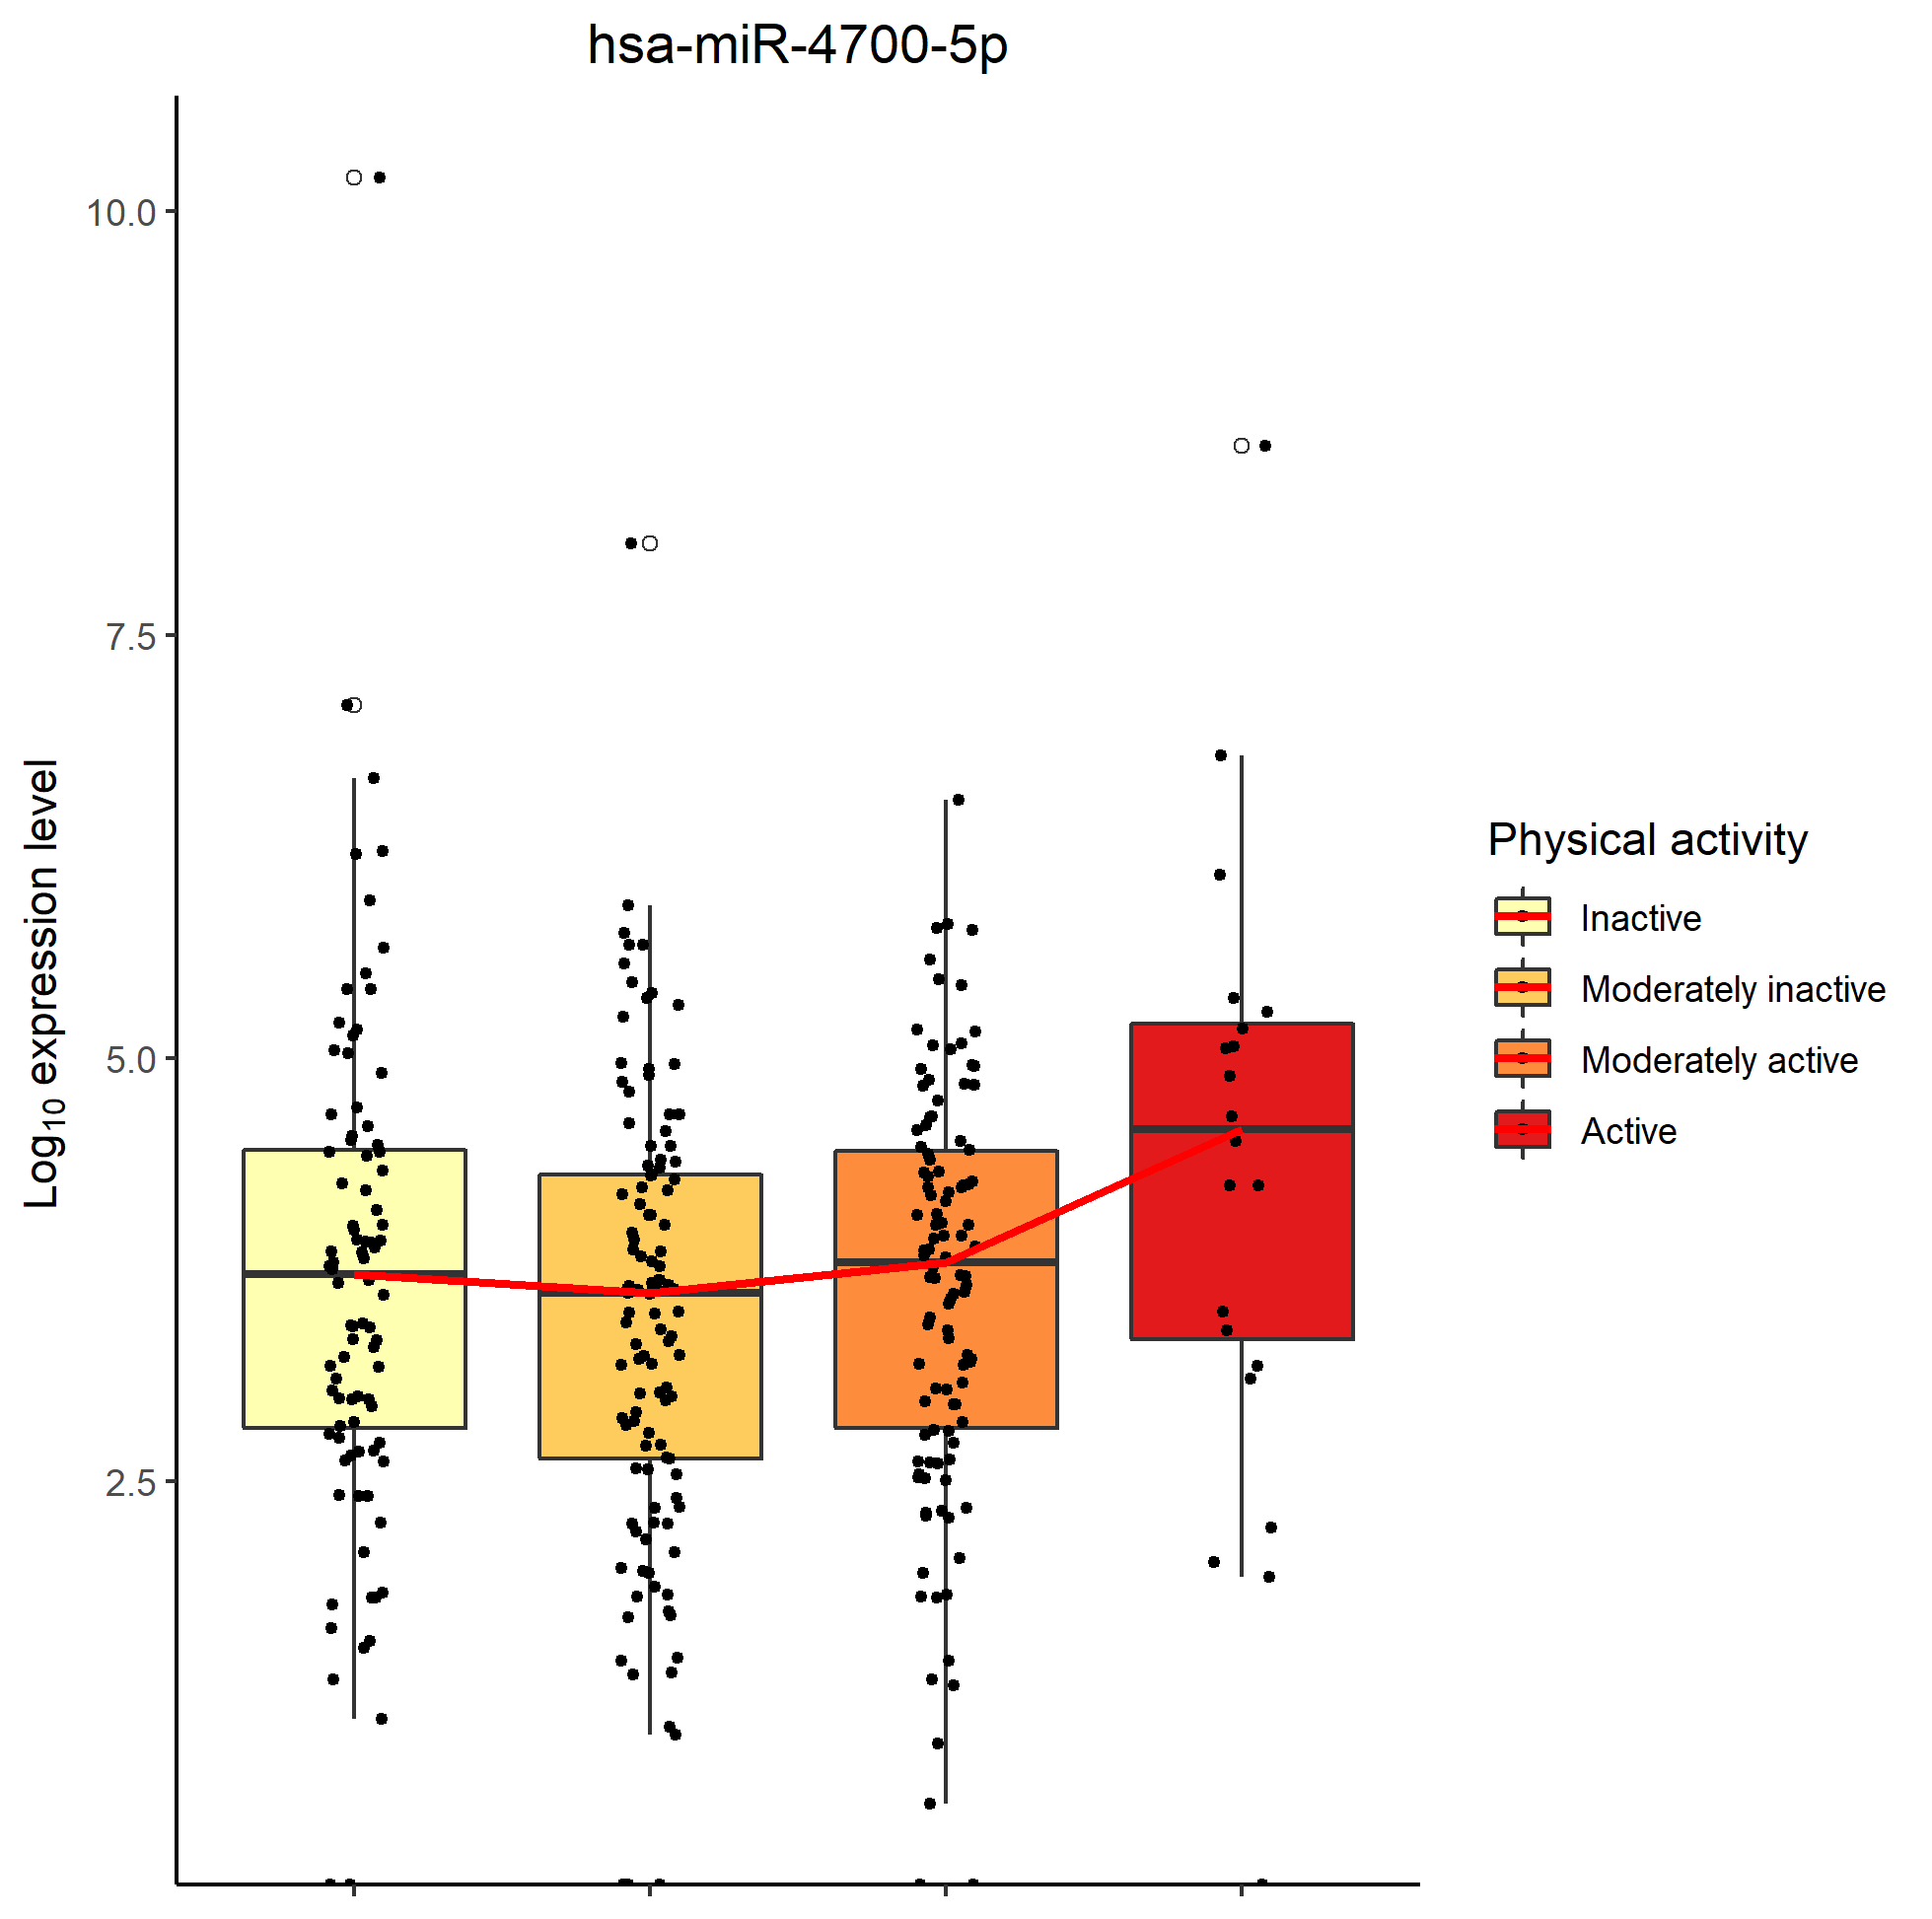 hsa-miR-4700-5p
10.0
7.5
5.0
2.5
Log₁₀ expression level
Physical activity
Inactive
Moderately inactive
Moderately active
Active